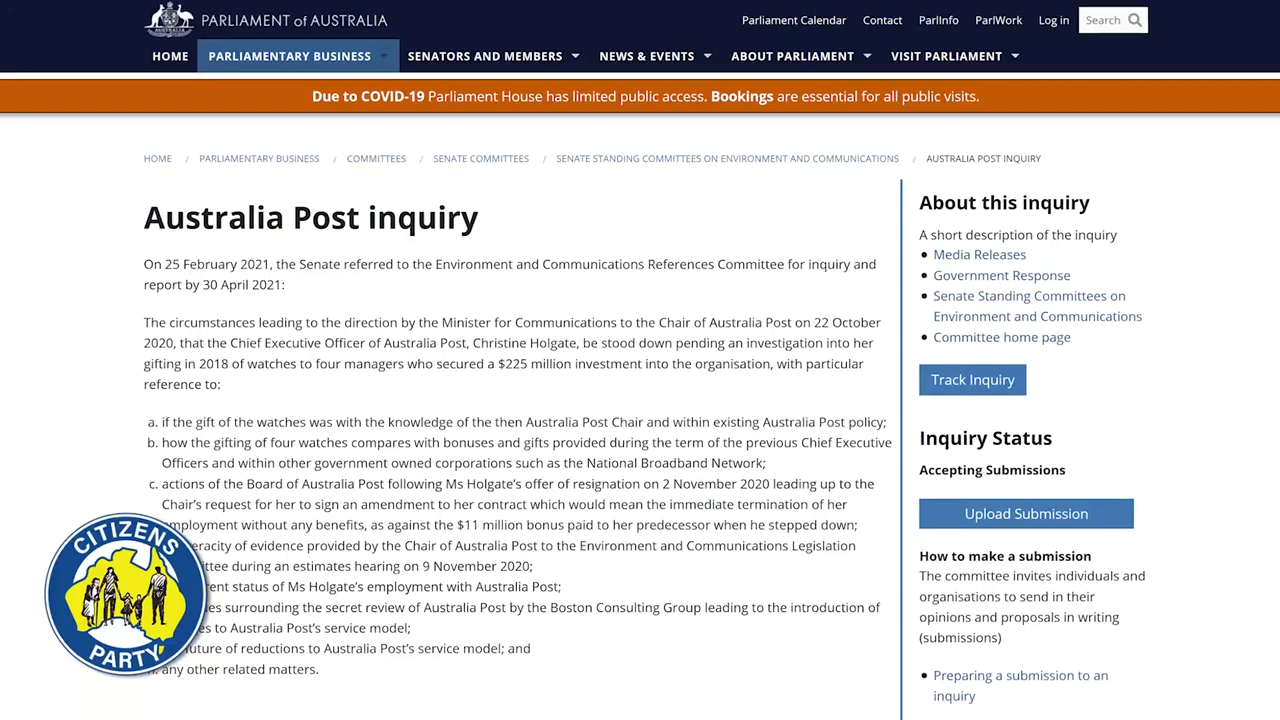 PARLIAMENT of AUSTRALIA
Parliament Calendar Contact ParlInfo ParlWork Log in Search
HOME PARLIAMENTARY BUSINESS SENATORS AND MEMBERS NEWS & EVENTS ABOUT PARLIAMENT VISIT PARLIAMENT
Due to COVID-19 Parliament House has limited public access. Bookings are essential for all public visits.
HOME / PARLIAMENTARY BUSINESS / COMMITTEES / SENATE COMMITTEES / SENATE STANDING COMMITTEES ON ENVIRONMENT AND COMMUNICATIONS / AUSTRALIA POST INQUIRY
Australia Post inquiry
On 25 February 2021, the Senate referred to the Environment and Communications References Committee for inquiry and
report by 30 April 2021:
The circumstances leading to the direction by the Minister for Communications to the Chair of Australia Post on 22 October
2020, that the Chief Executive Officer of Australia Post, Christine Holgate, be stood down pending an investigation into her
gifting in 2018 of watches to four managers who secured a $225 million investment into the organisation, with particular
reference to:
a. if the gift of the watches was with the knowledge of the then Australia Post Chair and within existing Australia Post policy;
b. how the gifting of four watches compares with bonuses and gifts provided during the term of the previous Chief Executive
Officers and within other government owned corporations such as the National Broadband Network;
c. actions of the Board of Australia Post following Ms Holgate's offer of resignation on 2 November 2020 leading up to the
Chair's request for her to sign an amendment to her contract which would mean the immediate termination of her
mployment without any benefits, as against the $11 million bonus paid to her predecessor when he stepped down;
eracity of evidence provided by the Chair of Australia Post to the Environment and Communications Legislation
ttee during an estimates hearing on 9 November 2020;
ent status of Ms Holgate's employment with Australia Post;
es surrounding the secret review of Australia Post by the Boston Consulting Group leading to the introduction of
es to Australia Post's service model;
uture of reductions to Australia Post's service model; and
any other related matters.
CITIZENS
PARTY
About this inquiry
A short description of the inquiry
• Media Releases
• Government Response
• Senate Standing Committees on
Environment and Communications
• Committee home page
Track Inquiry
Inquiry Status
Accepting Submissions
Upload Submission
How to make a submission
The committee invites individuals and
organisations to send in their
opinions and proposals in writing
(submissions)
• Preparing a submission to an
inquiry